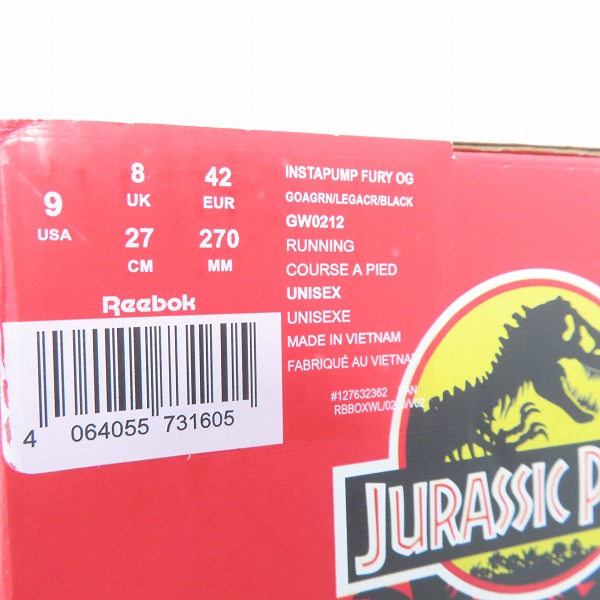 9
USA
8
UK
42
EUR
27
CM
270
MM
Reebok
4 064055 731605
INSTAPUMP FURY OG
GOAGRN/LEGACR/BLACK
GW0212
RUNNING
COURSE A PIED
UNISEX
UNISEXE
MADE IN VIETNAM
FABRIQUÉ AU VIETNAM
#127632362
JURASSIC P